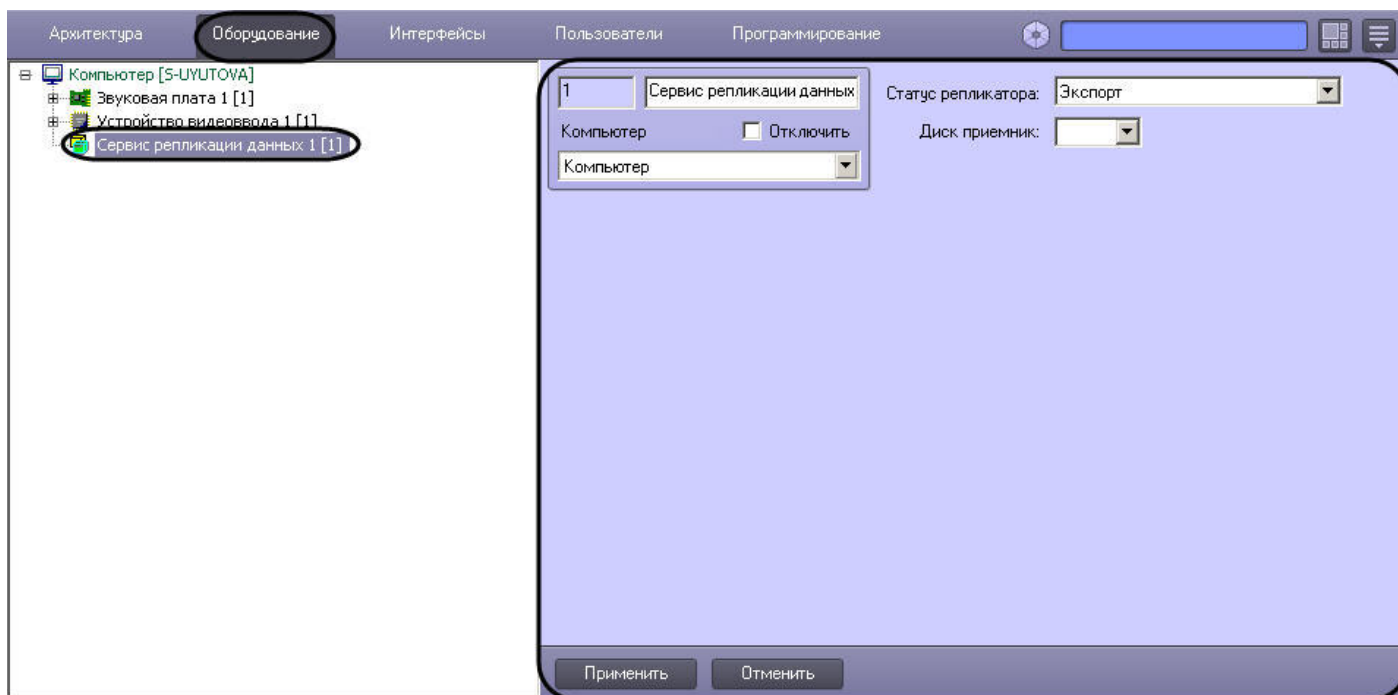 Архитектура Оборудование Интерфейсы Пользователи Программирование
Компьютер [S-UYUTOVA]
Звуковая плата 1 [1]
Устройство видеоввода 1 [1]
Сервис репликации данных 1 [1]
1 Сервис репликации данных
Статус репликатора: Экспорт
Компьютер Отключить
Диск приемник:
Компьютер
Применить Отменить